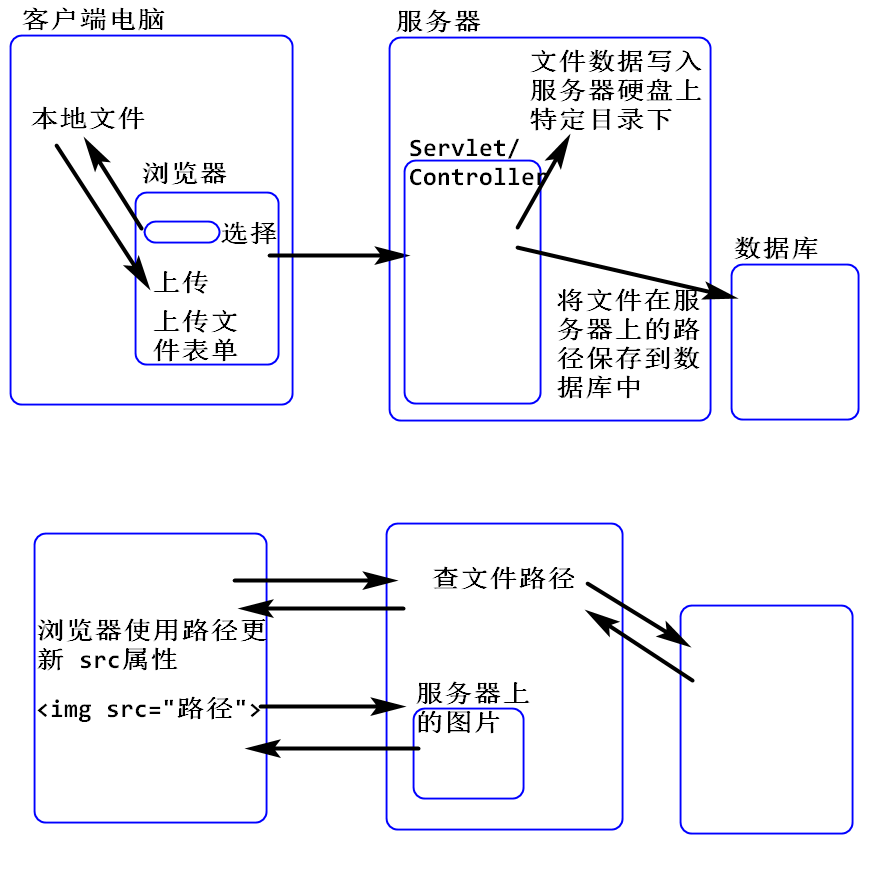 客户端电脑
本地文件
浏览器
选择
上传
上传文
件表单
服务器
文件数据写入
服务器硬盘上
特定目录下
Servlet/
Controller
数据库
将文件在服
务器上的路
径保存到数
据库中
浏览器使用路径更
新 src属性
<img src="路径">
查文件路径
服务器上
的图片